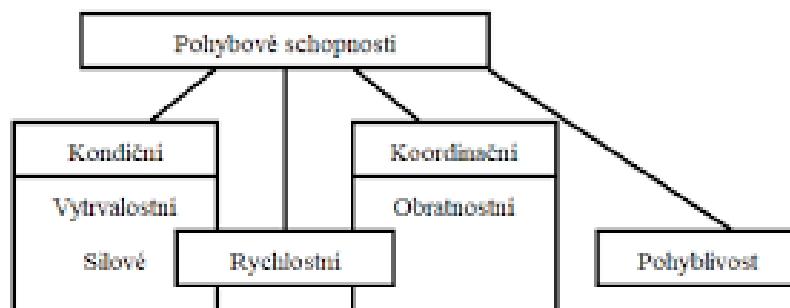 Pohybové schopnosti
Kondiční
Koordinační
Vytrvalostní
Obratnostní
Silové
Rychlostní
Pohyblivost